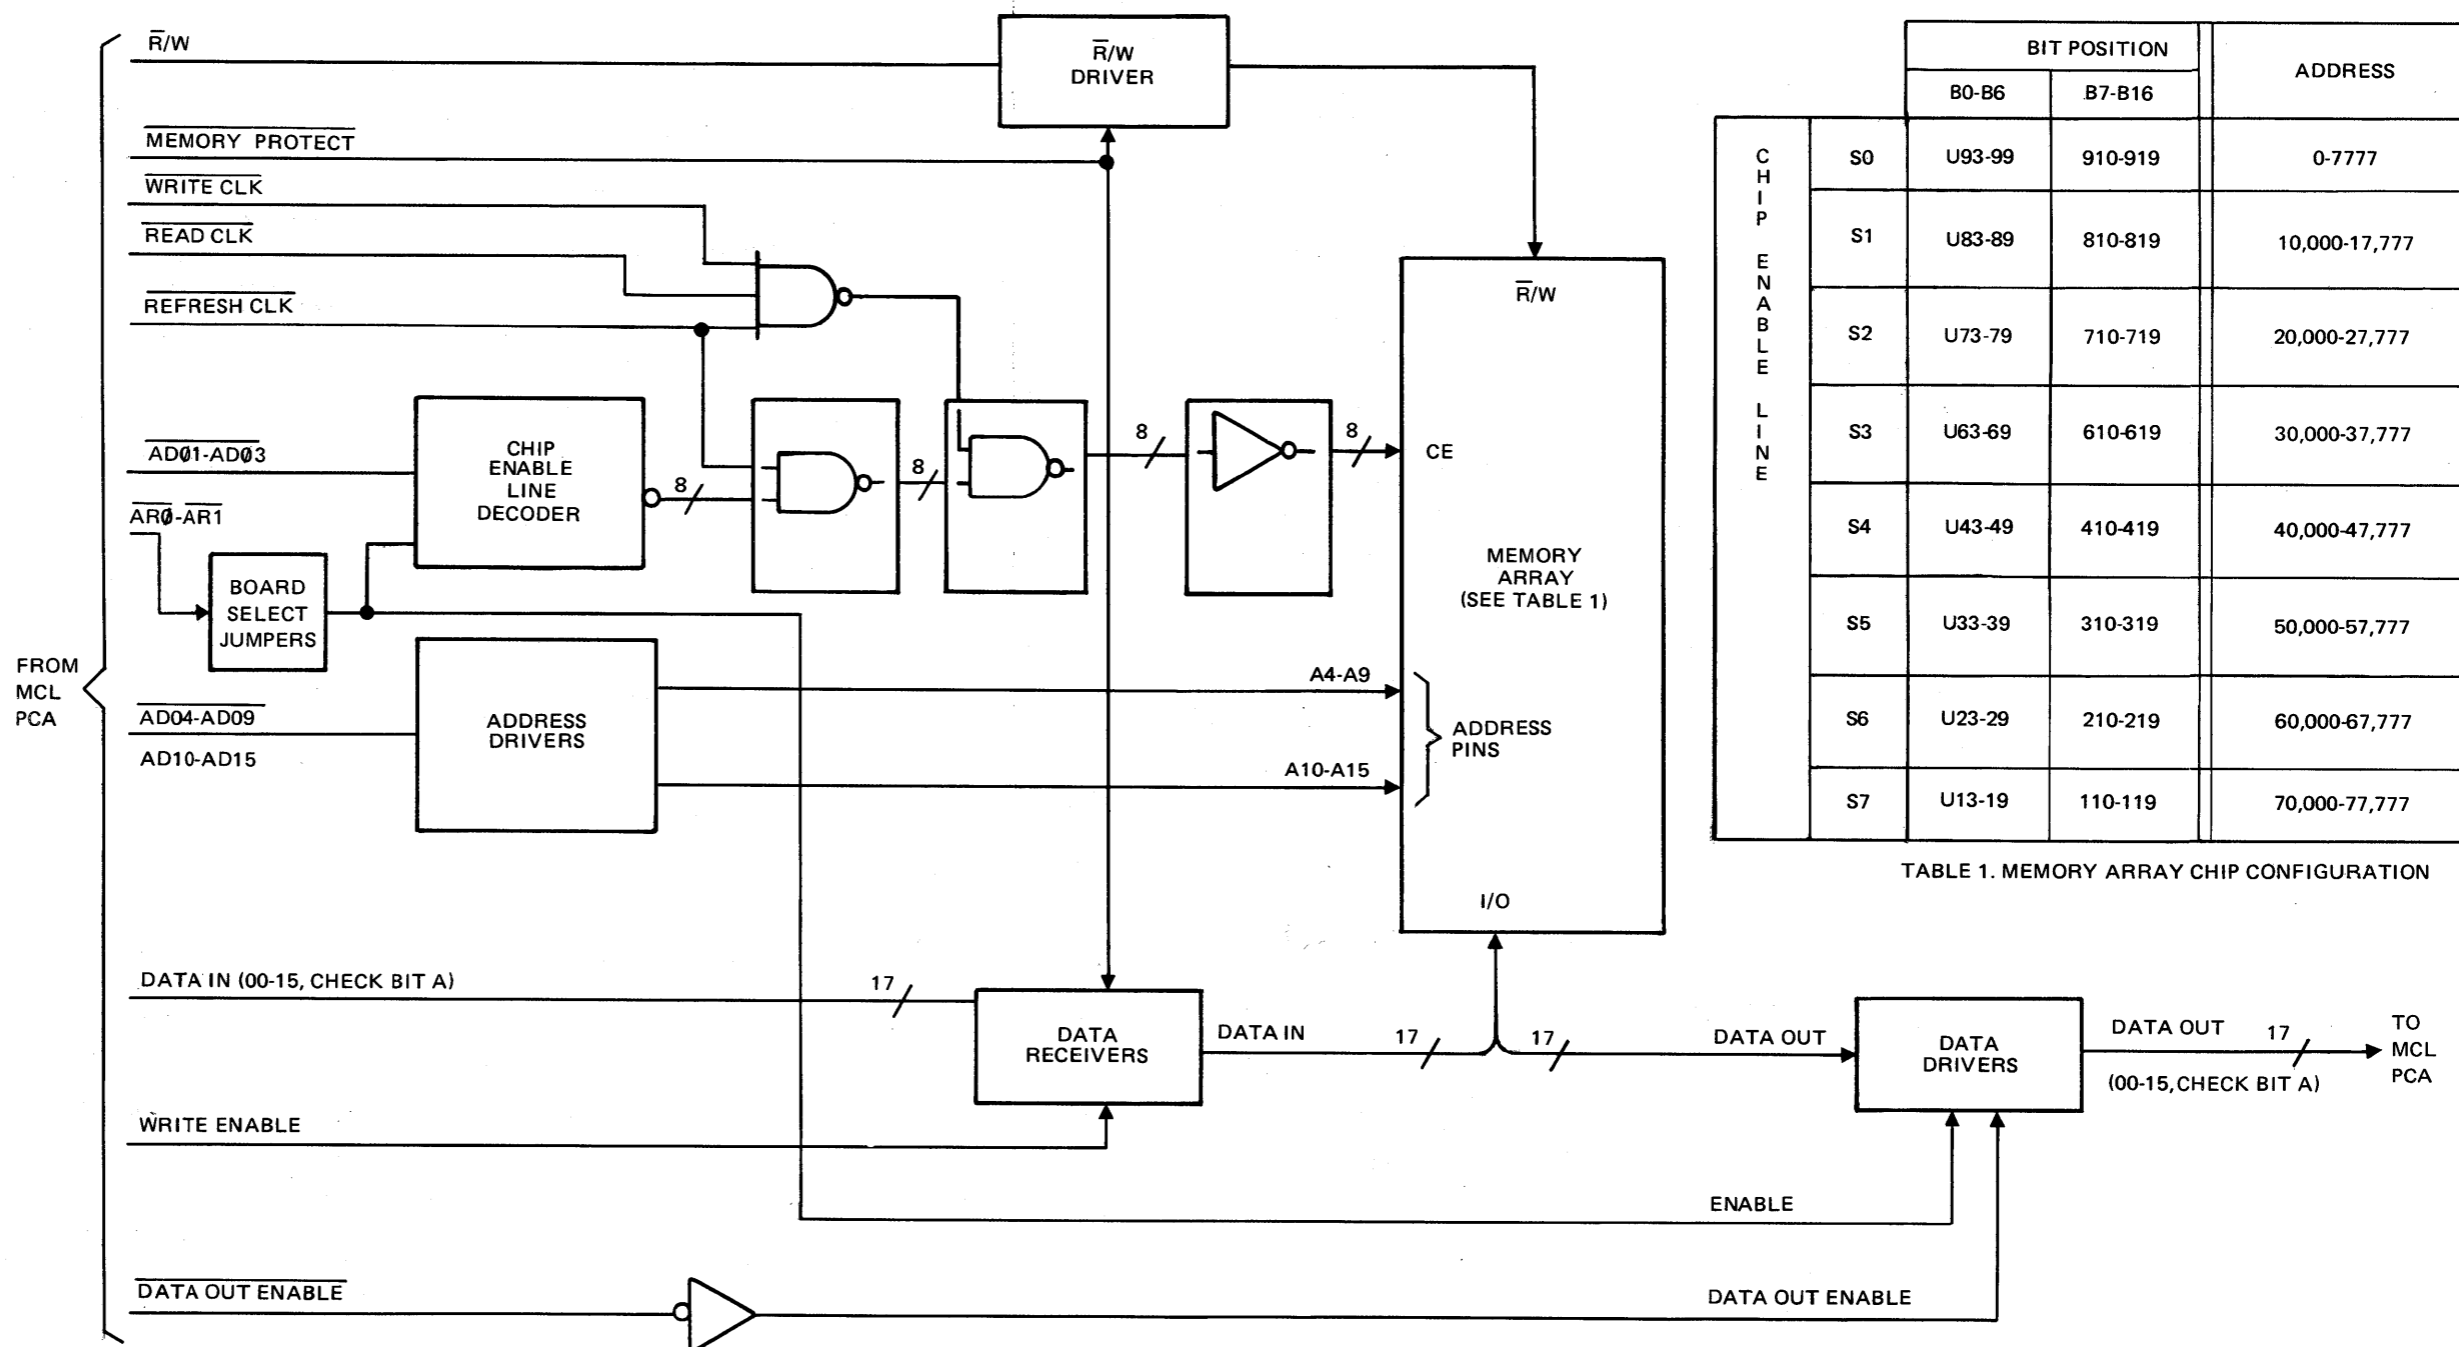 FROM
MCL
PCA
R̅/W
R̅/W
DRIVER
MEMORY PROTECT
WRITE CLK
READ CLK
REFRESH CLK
AD01-AD03
AR0-AR1
CHIP
ENABLE
LINE
DECODER
8
8
8
8
BOARD
SELECT
JUMPERS
AD04-AD09
AD10-AD15
ADDRESS
DRIVERS
A4-A9
A10-A15
R̅/W
CE
MEMORY
ARRAY
(SEE TABLE 1)
ADDRESS
PINS
I/O
DATA IN (00-15, CHECK BIT A)
17
DATA
RECEIVERS
DATA IN
17
17
DATA OUT
DATA
DRIVERS
DATA OUT
17
(00-15, CHECK BIT A)
TO
MCL
PCA
WRITE ENABLE
ENABLE
DATA OUT ENABLE
DATA OUT ENABLE
BIT POSITION
ADDRESS
B0-B6 B7-B16
CHIP ENABLE LINE
S0 U93-99 910-919 0-7777
S1 U83-89 810-819 10,000-17,777
S2 U73-79 710-719 20,000-27,777
S3 U63-69 610-619 30,000-37,777
S4 U43-49 410-419 40,000-47,777
S5 U33-39 310-319 50,000-57,777
S6 U23-29 210-219 60,000-67,777
S7 U13-19 110-119 70,000-77,777
TABLE 1. MEMORY ARRAY CHIP CONFIGURATION